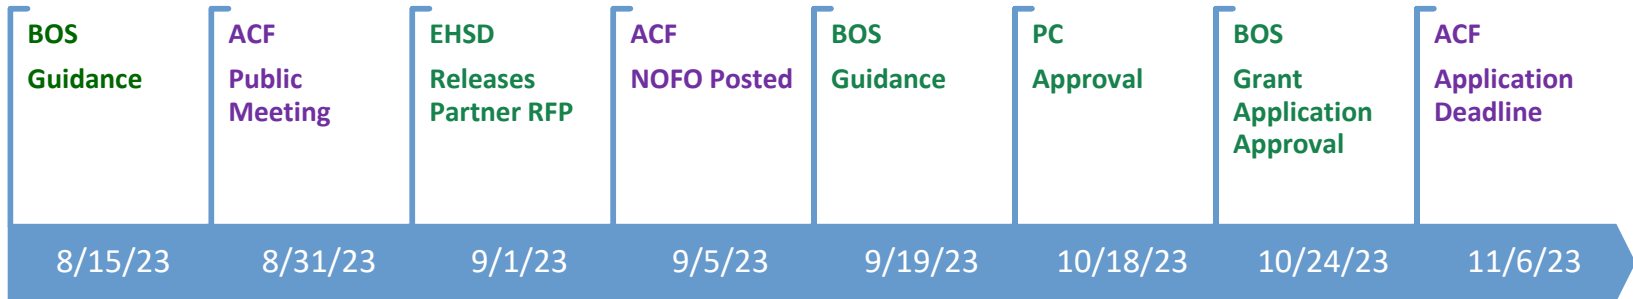 BOS
Guidance
ACF
Public
Meeting
EHSD
Releases
Partner RFP
ACF
NOFO Posted
BOS
Guidance
PC
Approval
BOS
Grant
Application
Approval
ACF
Application
Deadline
8/15/23
8/31/23
9/1/23
9/5/23
9/19/23
10/18/23
10/24/23
11/6/23